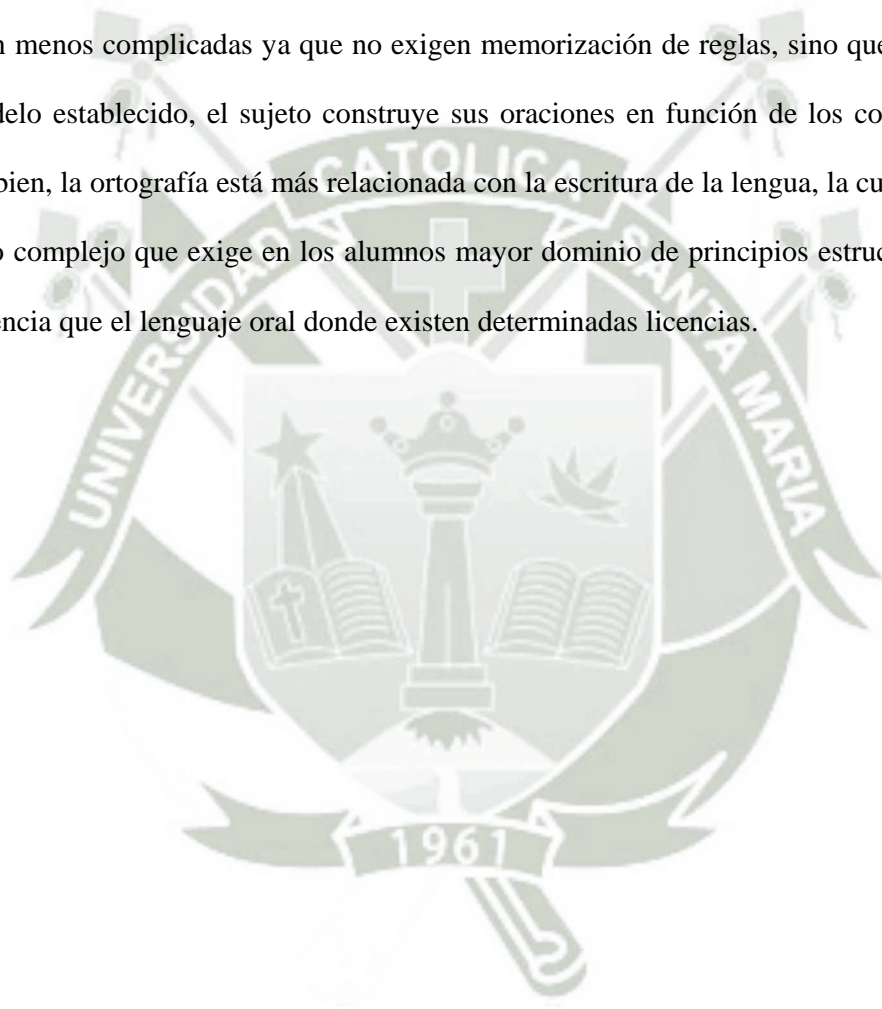 n menos complicadas ya que no exigen memorización de reglas, sino que
delo establecido, el sujeto construye sus oraciones en función de los co
bien, la ortografía está más relacionada con la escritura de la lengua, la cu
o complejo que exige en los alumnos mayor dominio de principios estruc
encia que el lenguaje oral donde existen determinadas licencias.
UNIVERSIDAD CATOLICA SANTA MARIA
1961